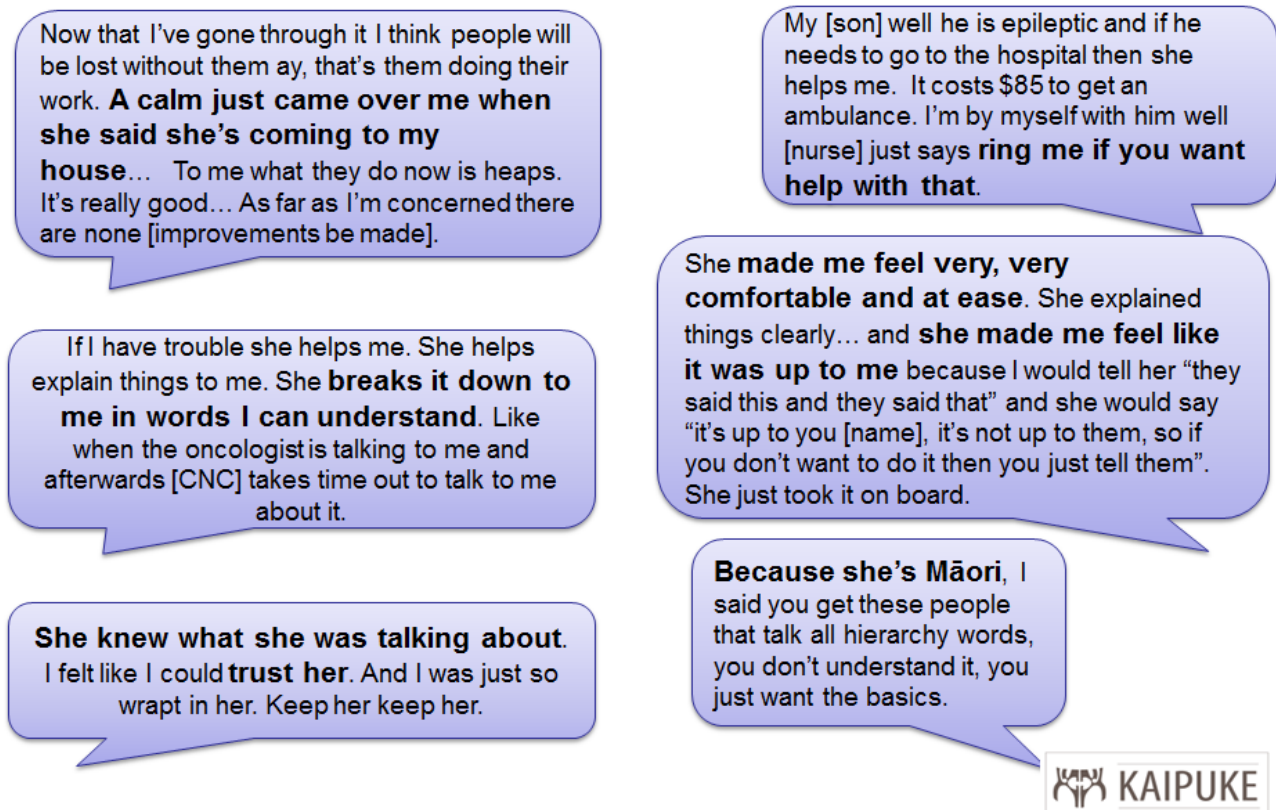 Now that I've gone through it I think people will
be lost without them ay, that's them doing their
work. A calm just came over me when
she said she's coming to my
house… To me what they do now is heaps.
It's really good… As far as I'm concerned there
are none [improvements be made].
If I have trouble she helps me. She helps
explain things to me. She breaks it down to
me in words I can understand. Like
when the oncologist is talking to me and
afterwards [CNC] takes time out to talk to me
about it.
She knew what she was talking about.
I felt like I could trust her. And I was just so
wrapt in her. Keep her keep her.
My [son] well he is epileptic and if he
needs to go to the hospital then she
helps me. It costs $85 to get an
ambulance. I'm by myself with him well
[nurse] just says ring me if you want
help with that.
She made me feel very, very
comfortable and at ease. She explained
things clearly… and she made me feel like
it was up to me because I would tell her “they
said this and they said that” and she would say
“it's up to you [name], it's not up to them, so if
you don't want to do it then you just tell them”.
She just took it on board.
Because she's Māori, I
said you get these people
that talk all hierarchy words,
you don't understand it, you
just want the basics.
KAIPUKE